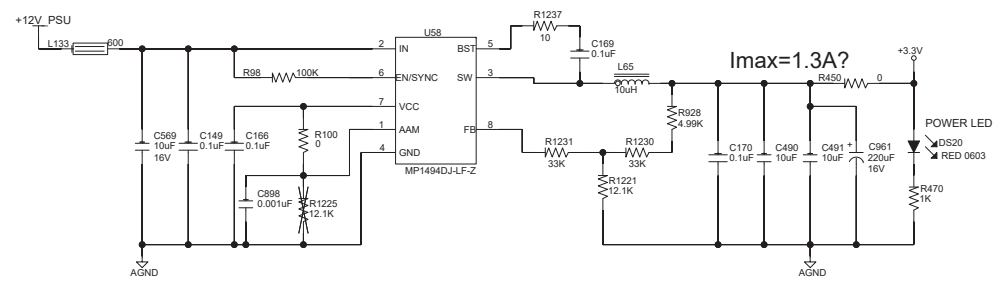 +12V_PSU
L133
600
U58
MP1494DJ-LF-Z
2
IN
6
EN/SYNC
7
VCC
1
AAM
4
GND
BST
5
SW
3
FB
8
R98
100K
C569
10uF
16V
C149
0.1uF
C166
0.1uF
R100
0
C898
0.001uF
R1225
12.1K
AGND
R1237
10
C169
0.1uF
L65
10uH
R928
4.99K
R1231
33K
R1230
33K
R1221
12.1K
Imax=1.3A?
R450
0
+3.3V
C170
0.1uF
C490
10uF
C491
10uF
+
C961
220uF
16V
POWER LED
DS20
RED 0603
R470
1K
AGND